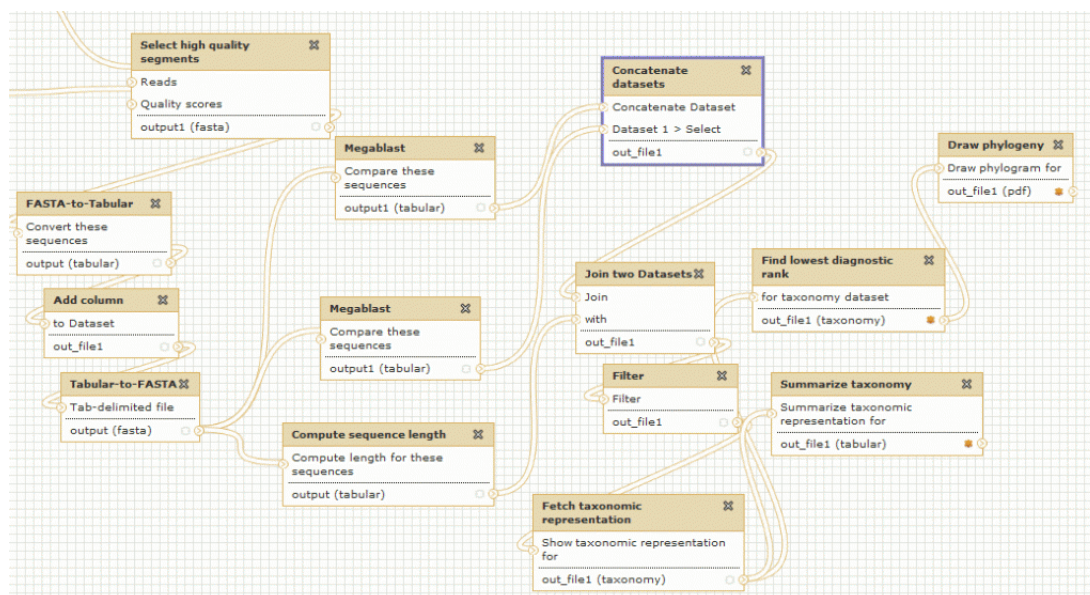 Select high quality
segments
Reads
Quality scores
output1 (fasta)
FASTA-to-Tabular
Convert these
sequences
output (tabular)
Add column
to Dataset
out_file1
Tabular-to-FASTA
Tab-delimited file
output (fasta)
Megablast
Compare these
sequences
output1 (tabular)
Megablast
Compare these
sequences
output1 (tabular)
Compute sequence length
Compute length for these
sequences
output (tabular)
Concatenate
datasets
Concatenate Dataset
Dataset 1 > Select
out_file1
Join two Datasets
Join
with
out_file1
Filter
Filter
out_file1
Fetch taxonomic
representation
Show taxonomic representation
for
out_file1 (taxonomy)
Find lowest diagnostic
rank
for taxonomy dataset
out_file1 (taxonomy)
Summarize taxonomy
Summarize taxonomic
representation for
out_file1 (tabular)
Draw phylogeny
Draw phylogram for
out_file1 (pdf)